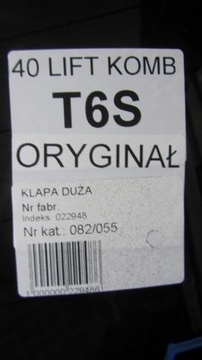 40 LIFT KOMB
T6S
ORYGINAŁ
KLAPA DUŻA
Nr fabr.
Indeks. 022948
Nr kat.: 082/055